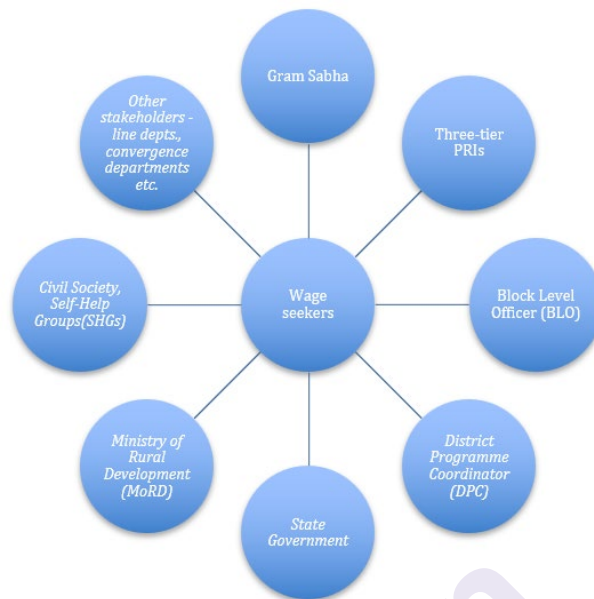 Gram Sabha
Three-tier
PRIs
Block Level
Officer (BLO)
District
Programme
Coordinator
(DPC)
State
Government
Ministry of
Rural
Development
(MoRD)
Civil Society,
Self-Help
Groups(SHGs)
Other
stakeholders -
line depts.,
convergence
departments
etc.
Wage
seekers